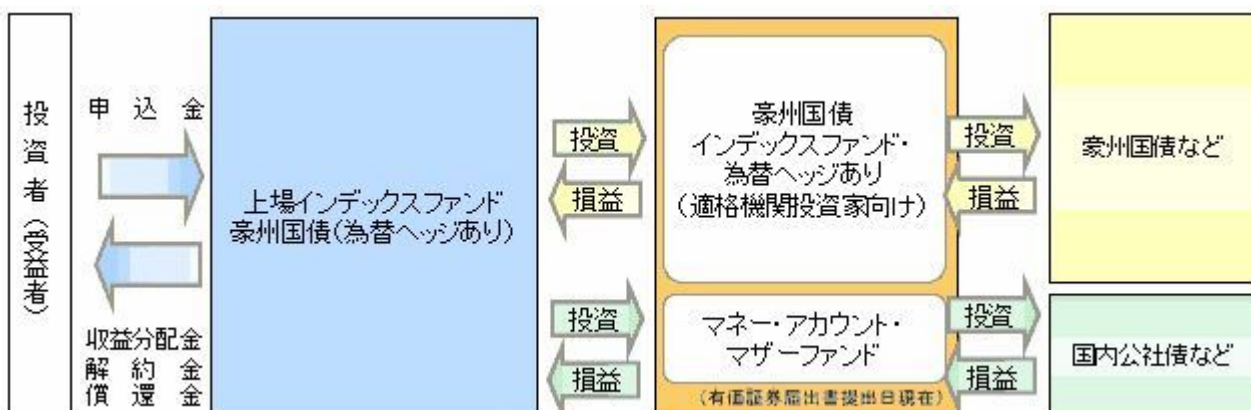 投資者(受益者)
申込金
収益分配金
解約金
償還金
上場インデックスファンド
豪州国債(為替ヘッジあり)
投資
損益
投資
損益
豪州国債
インデックスファンド・
為替ヘッジあり
(適格機関投資家向け)
マネー・アカウント・
マザーファンド
(有価証券届出書提出日現在)
投資
損益
投資
損益
豪州国債など
国内公社債など